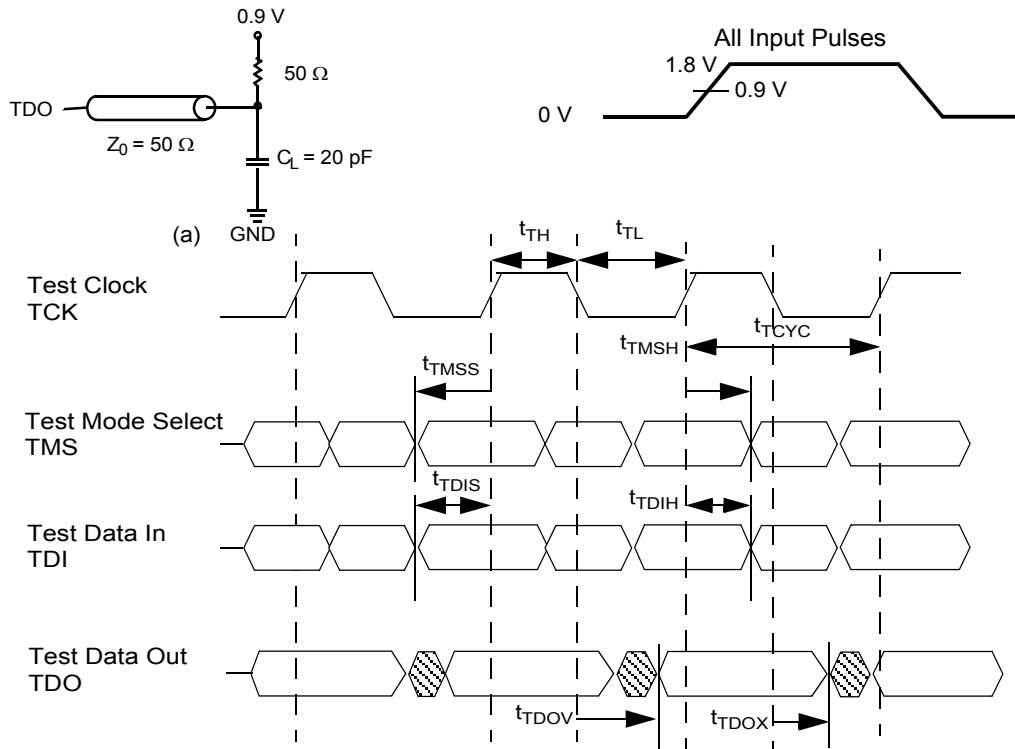 0.9 V
50 Ω
TDO
Z0 = 50 Ω
CL = 20 pF
(a)
GND
All Input Pulses
1.8 V
0.9 V
0 V
tTH
tTL
Test Clock
TCK
tTMSH
tTCYC
tTMSS
Test Mode Select
TMS
tTDIS
tTDIH
Test Data In
TDI
Test Data Out
TDO
tTDOV
tTDOX